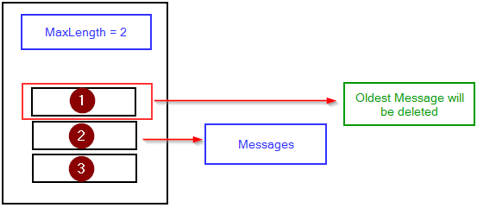 MaxLength = 2
1
Oldest Message will
be deleted
2
Messages
3